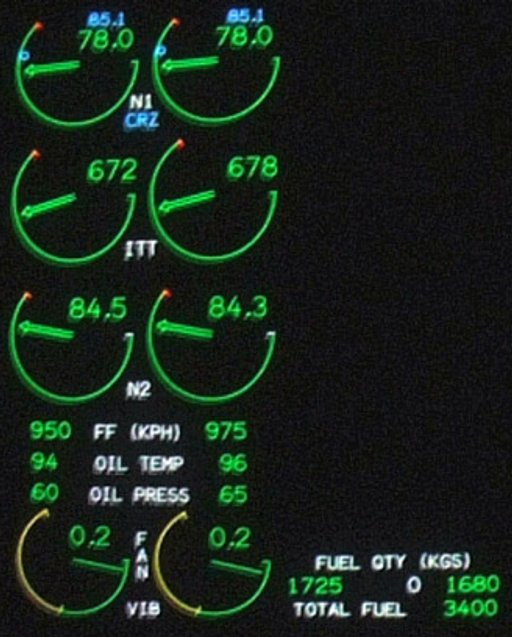 85.1 85.1
78.0 78.0
N1
CRZ
672 678
ITT
84.5 84.3
N2
950 FF (KPH) 975
94 OIL TEMP 96
60 OIL PRESS 65
0.2 FAN 0.2
VIB
FUEL QTY (KGS)
1725 0 1680
TOTAL FUEL 3400